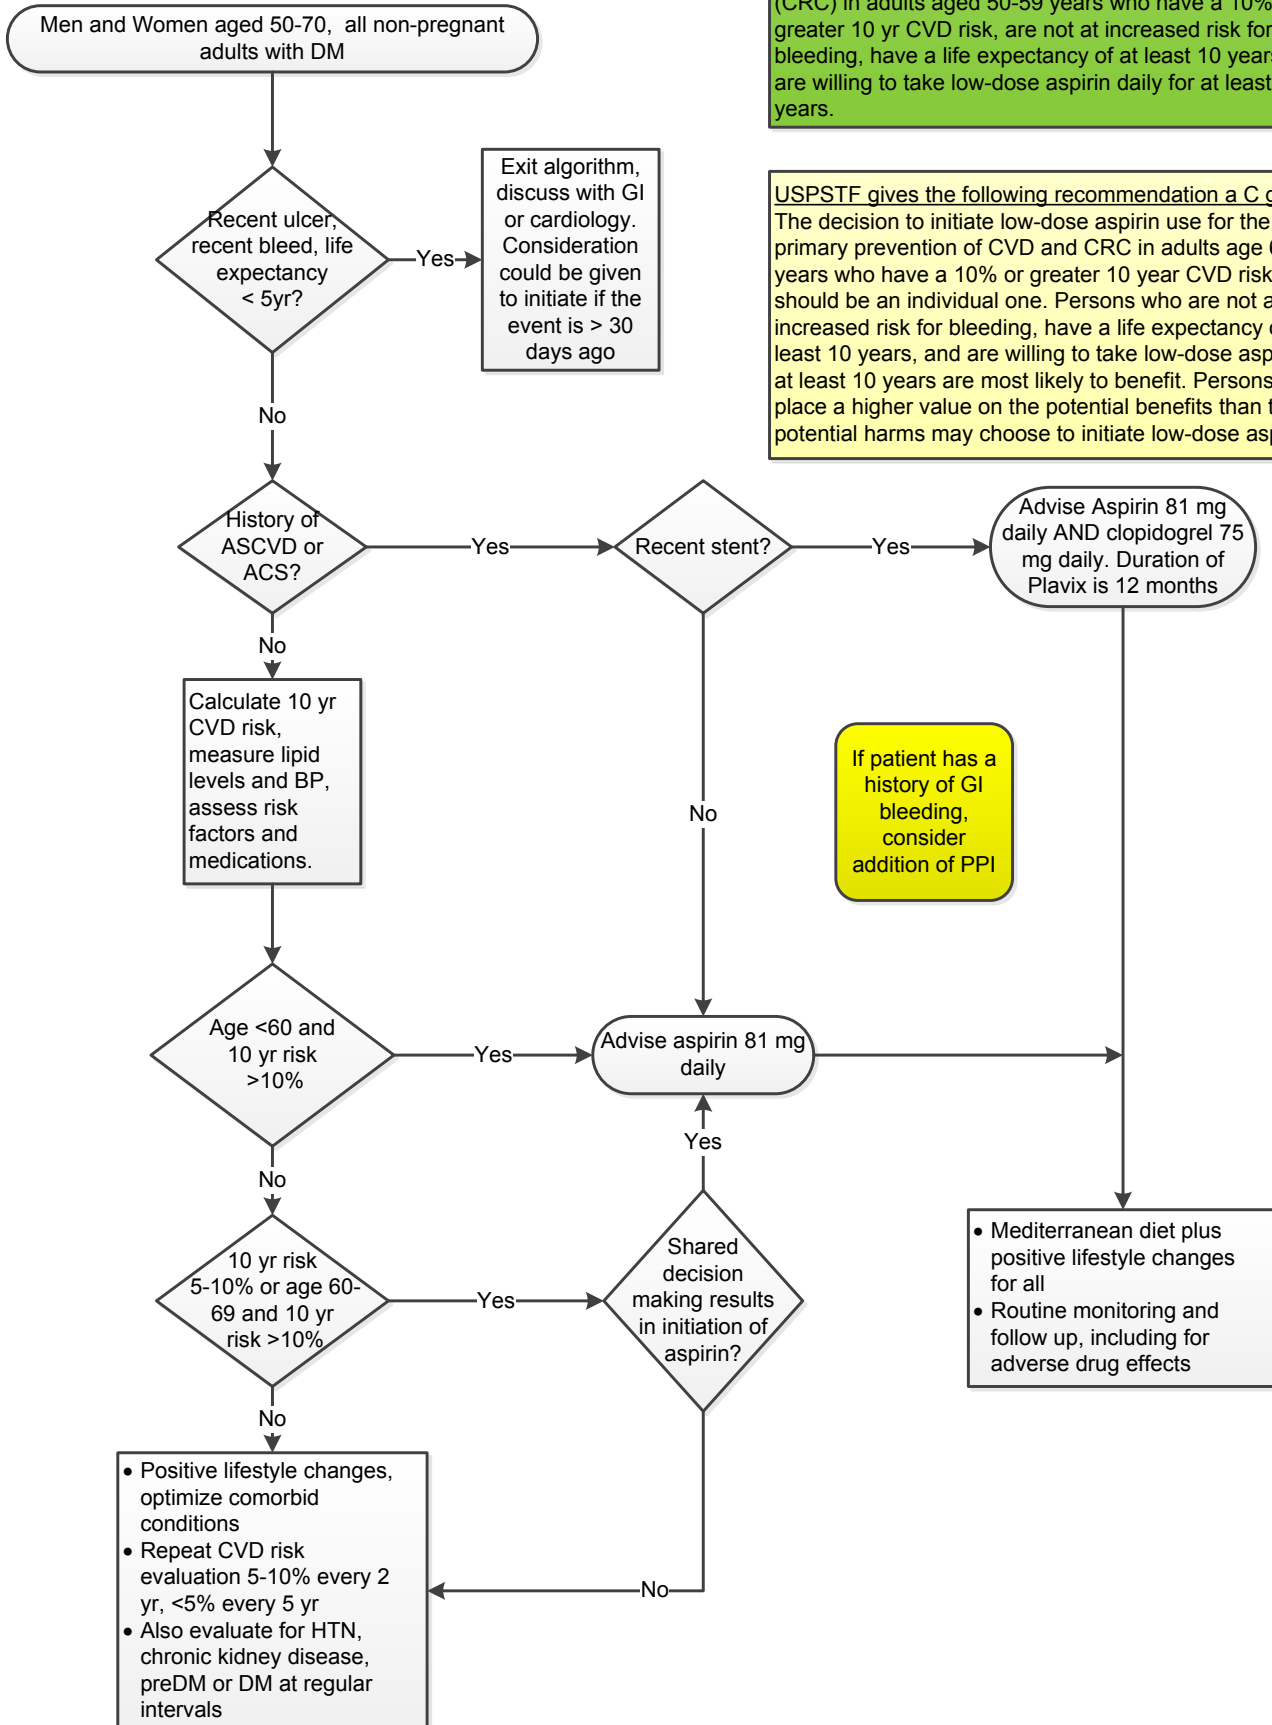 Men and Women aged 50-70, all non-pregnant
adults with DM
(CRC) in adults aged 50-59 years who have a 10%
greater 10 yr CVD risk, are not at increased risk for
bleeding, have a life expectancy of at least 10 years
are willing to take low-dose aspirin daily for at least
years.
Recent ulcer,
recent bleed, life
expectancy
< 5yr?
Yes
Exit algorithm,
discuss with GI
or cardiology.
Consideration
could be given
to initiate if the
event is > 30
days ago
USPSTF gives the following recommendation a C
The decision to initiate low-dose aspirin use for the
primary prevention of CVD and CRC in adults age
years who have a 10% or greater 10 year CVD risk
should be an individual one. Persons who are not
increased risk for bleeding, have a life expectancy
least 10 years, and are willing to take low-dose
at least 10 years are most likely to benefit. Persons
place a higher value on the potential benefits than
potential harms may choose to initiate low-dose
No
History of
ASCVD or
ACS?
Yes
Recent stent?
Yes
Advise Aspirin 81 mg
daily AND clopidogrel 75
mg daily. Duration of
Plavix is 12 months
No
Calculate 10 yr
CVD risk,
measure lipid
levels and BP,
assess risk
factors and
medications.
No
If patient has a
history of GI
bleeding,
consider
addition of PPI
Age <60 and
10 yr risk
>10%
Yes
Advise aspirin 81 mg
daily
Yes
No
10 yr risk
5-10% or age 60-
69 and 10 yr
risk >10%
Yes
Shared
decision
making results
in initiation of
aspirin?
• Mediterranean diet plus
positive lifestyle changes
for all
• Routine monitoring and
follow up, including for
adverse drug effects
No
• Positive lifestyle changes,
optimize comorbid
conditions
• Repeat CVD risk
evaluation 5-10% every 2
yr, <5% every 5 yr
• Also evaluate for HTN,
chronic kidney disease,
preDM or DM at regular
intervals
No